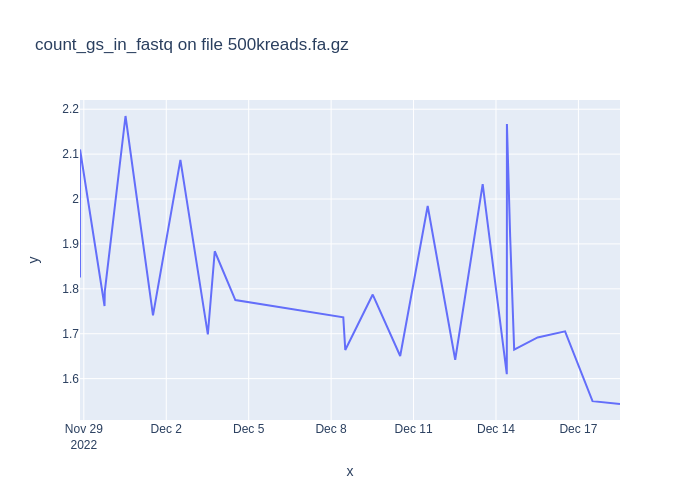 count_gs_in_fastq on file 500kreads.fa.gz
2.2
2.1
2
1.9
1.8
1.7
1.6
y
Nov 29 Dec 2 Dec 5 Dec 8 Dec 11 Dec 14 Dec 17
2022
x